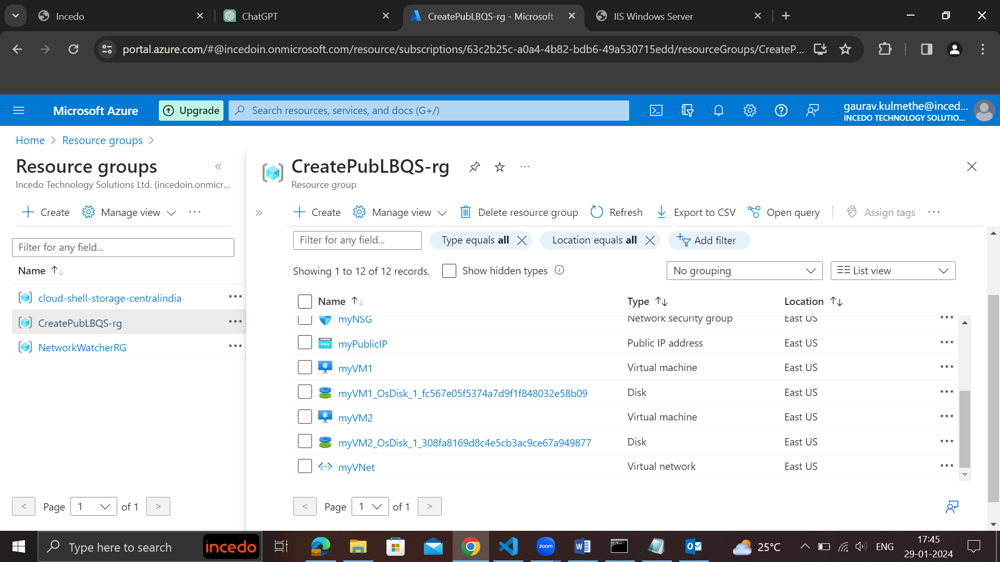 Incedo
ChatGPT
CreatePubLBQS-rg - Microsoft A
IIS Windows Server
portal.azure.com/#@incedoin.onmicrosoft.com/resource/subscriptions/63c2b25c-a0a4-4b82-bdb6-49a530715edd/resourceGroups/CreateP...
Microsoft Azure
Upgrade
Search resources, services, and docs (G+/)
gaurav.kulmethe@inced...
INCEDO TECHNOLOGY SOLUTIO...
Home
Resource groups
Resource groups
Incedo Technology Solutions Ltd. (incedoin.onmicr...
Create
Manage view
Filter for any field...
Name
cloud-shell-storage-centralindia
CreatePubLBQS-rg
NetworkWatcherRG
< Page 1 of 1 >
CreatePubLBQS-rg
Resource group
Create
Manage view
Delete resource group
Refresh
Export to CSV
Open query
Assign tags
Filter for any field...
Type equals all
Location equals all
Add filter
Showing 1 to 12 of 12 records.
Show hidden types
No grouping
List view
Name Type Location
myNSG Network security group East US
myPublicIP Public IP address East US
myVM1 Virtual machine East US
myVM1_OsDisk_1_fc567e05f5374a7d9f1f848032e58b09 Disk East US
myVM2 Virtual machine East US
myVM2_OsDisk_1_308fa8169d8c4e5cb3ac9ce67a949877 Disk East US
myVNet Virtual network East US
< Page 1 of 1 >
Type here to search
incedo
zoom
25°C
ENG
17:45
29-01-2024